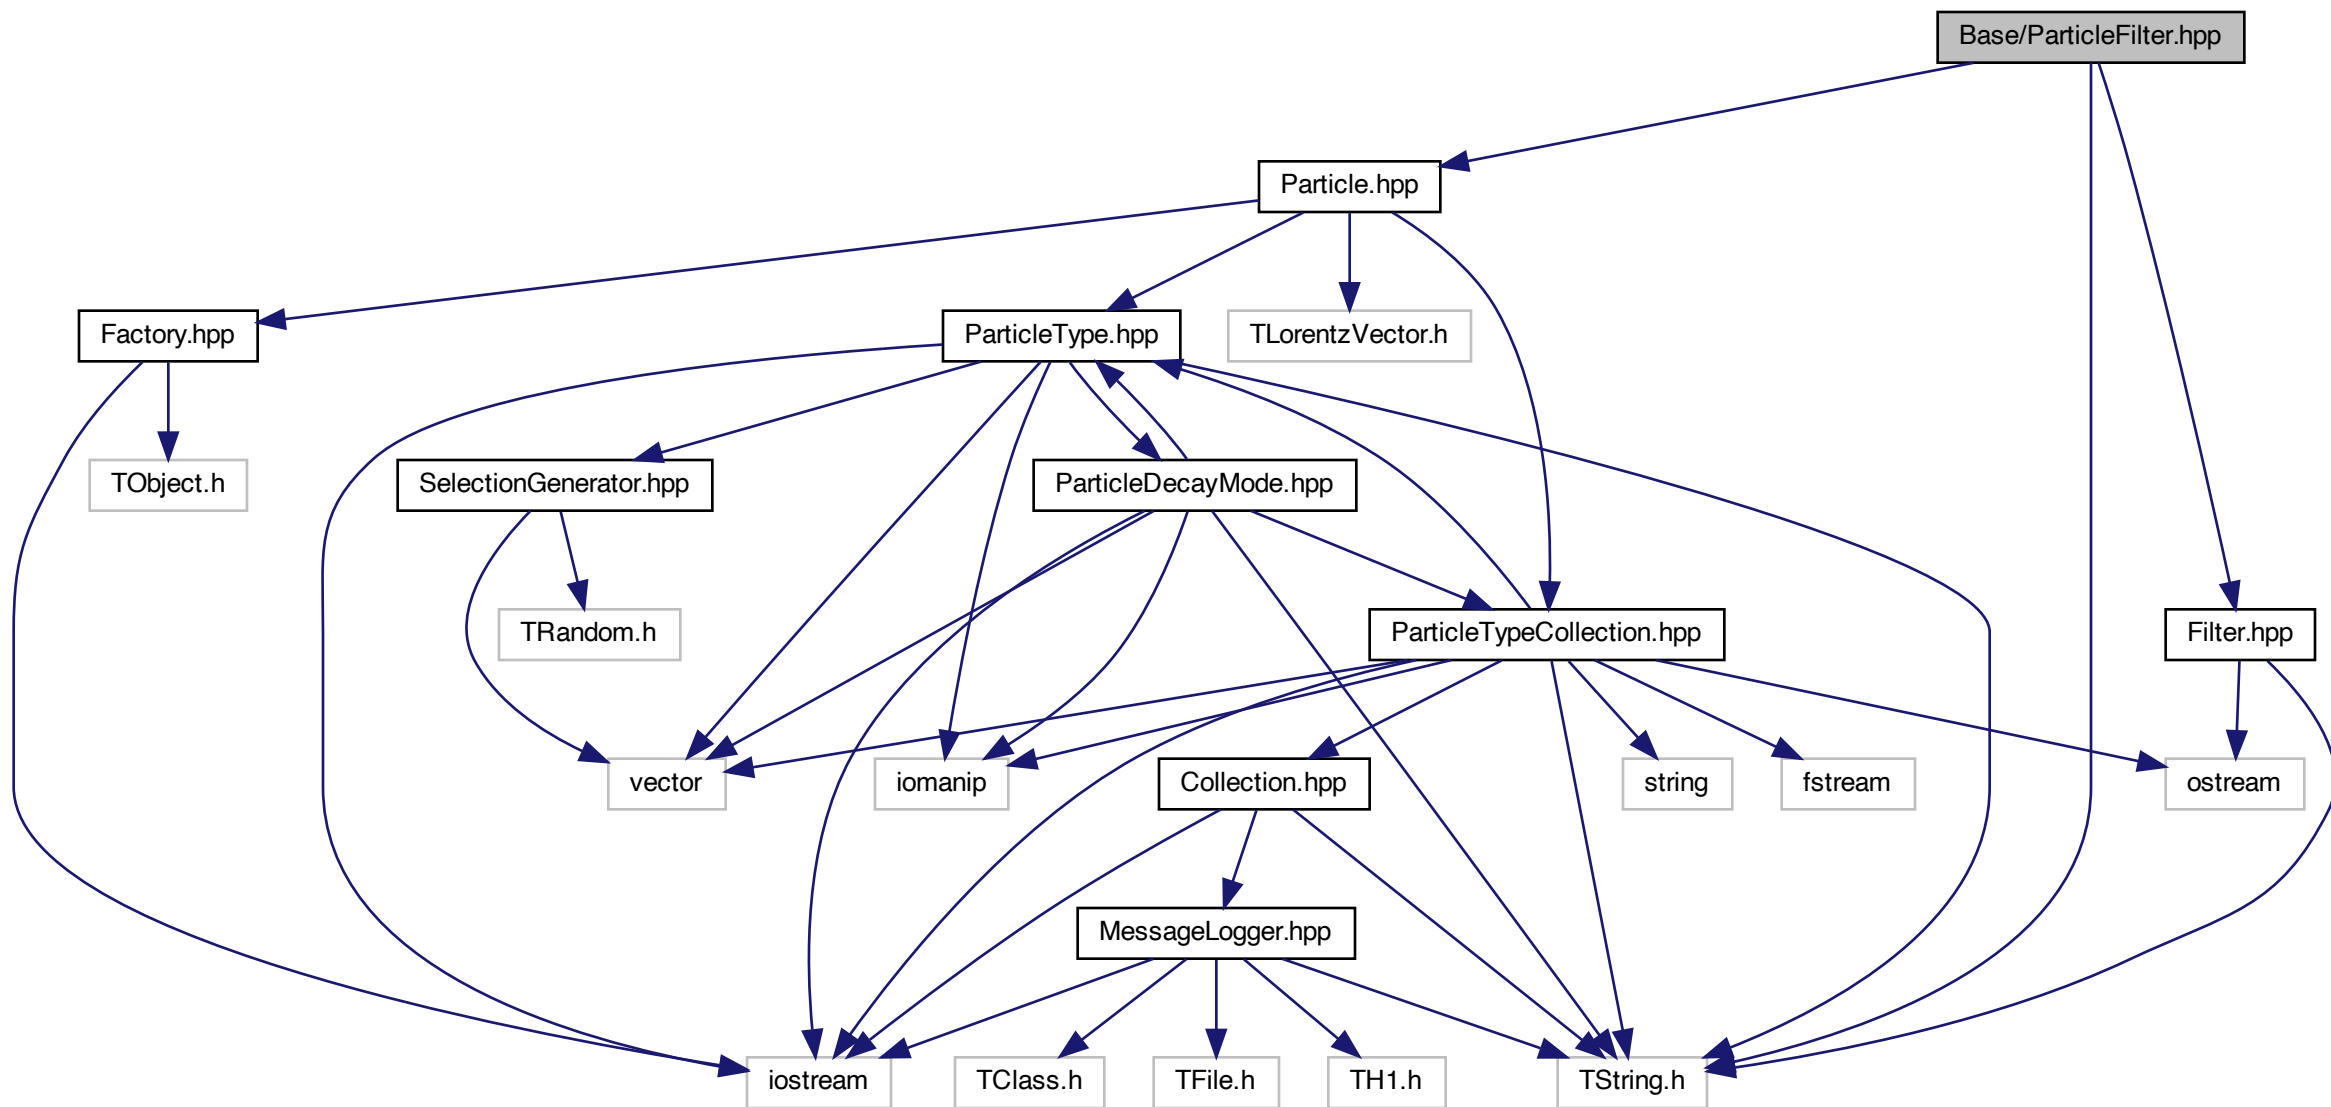 Base/ParticleFilter.hpp
Particle.hpp
Factory.hpp
ParticleType.hpp
TLorentzVector.h
TObject.h
SelectionGenerator.hpp
ParticleDecayMode.hpp
TRandom.h
ParticleTypeCollection.hpp
Filter.hpp
vector
iomanip
Collection.hpp
string
fstream
ostream
MessageLogger.hpp
iostream
TClass.h
TFile.h
TH1.h
TString.h